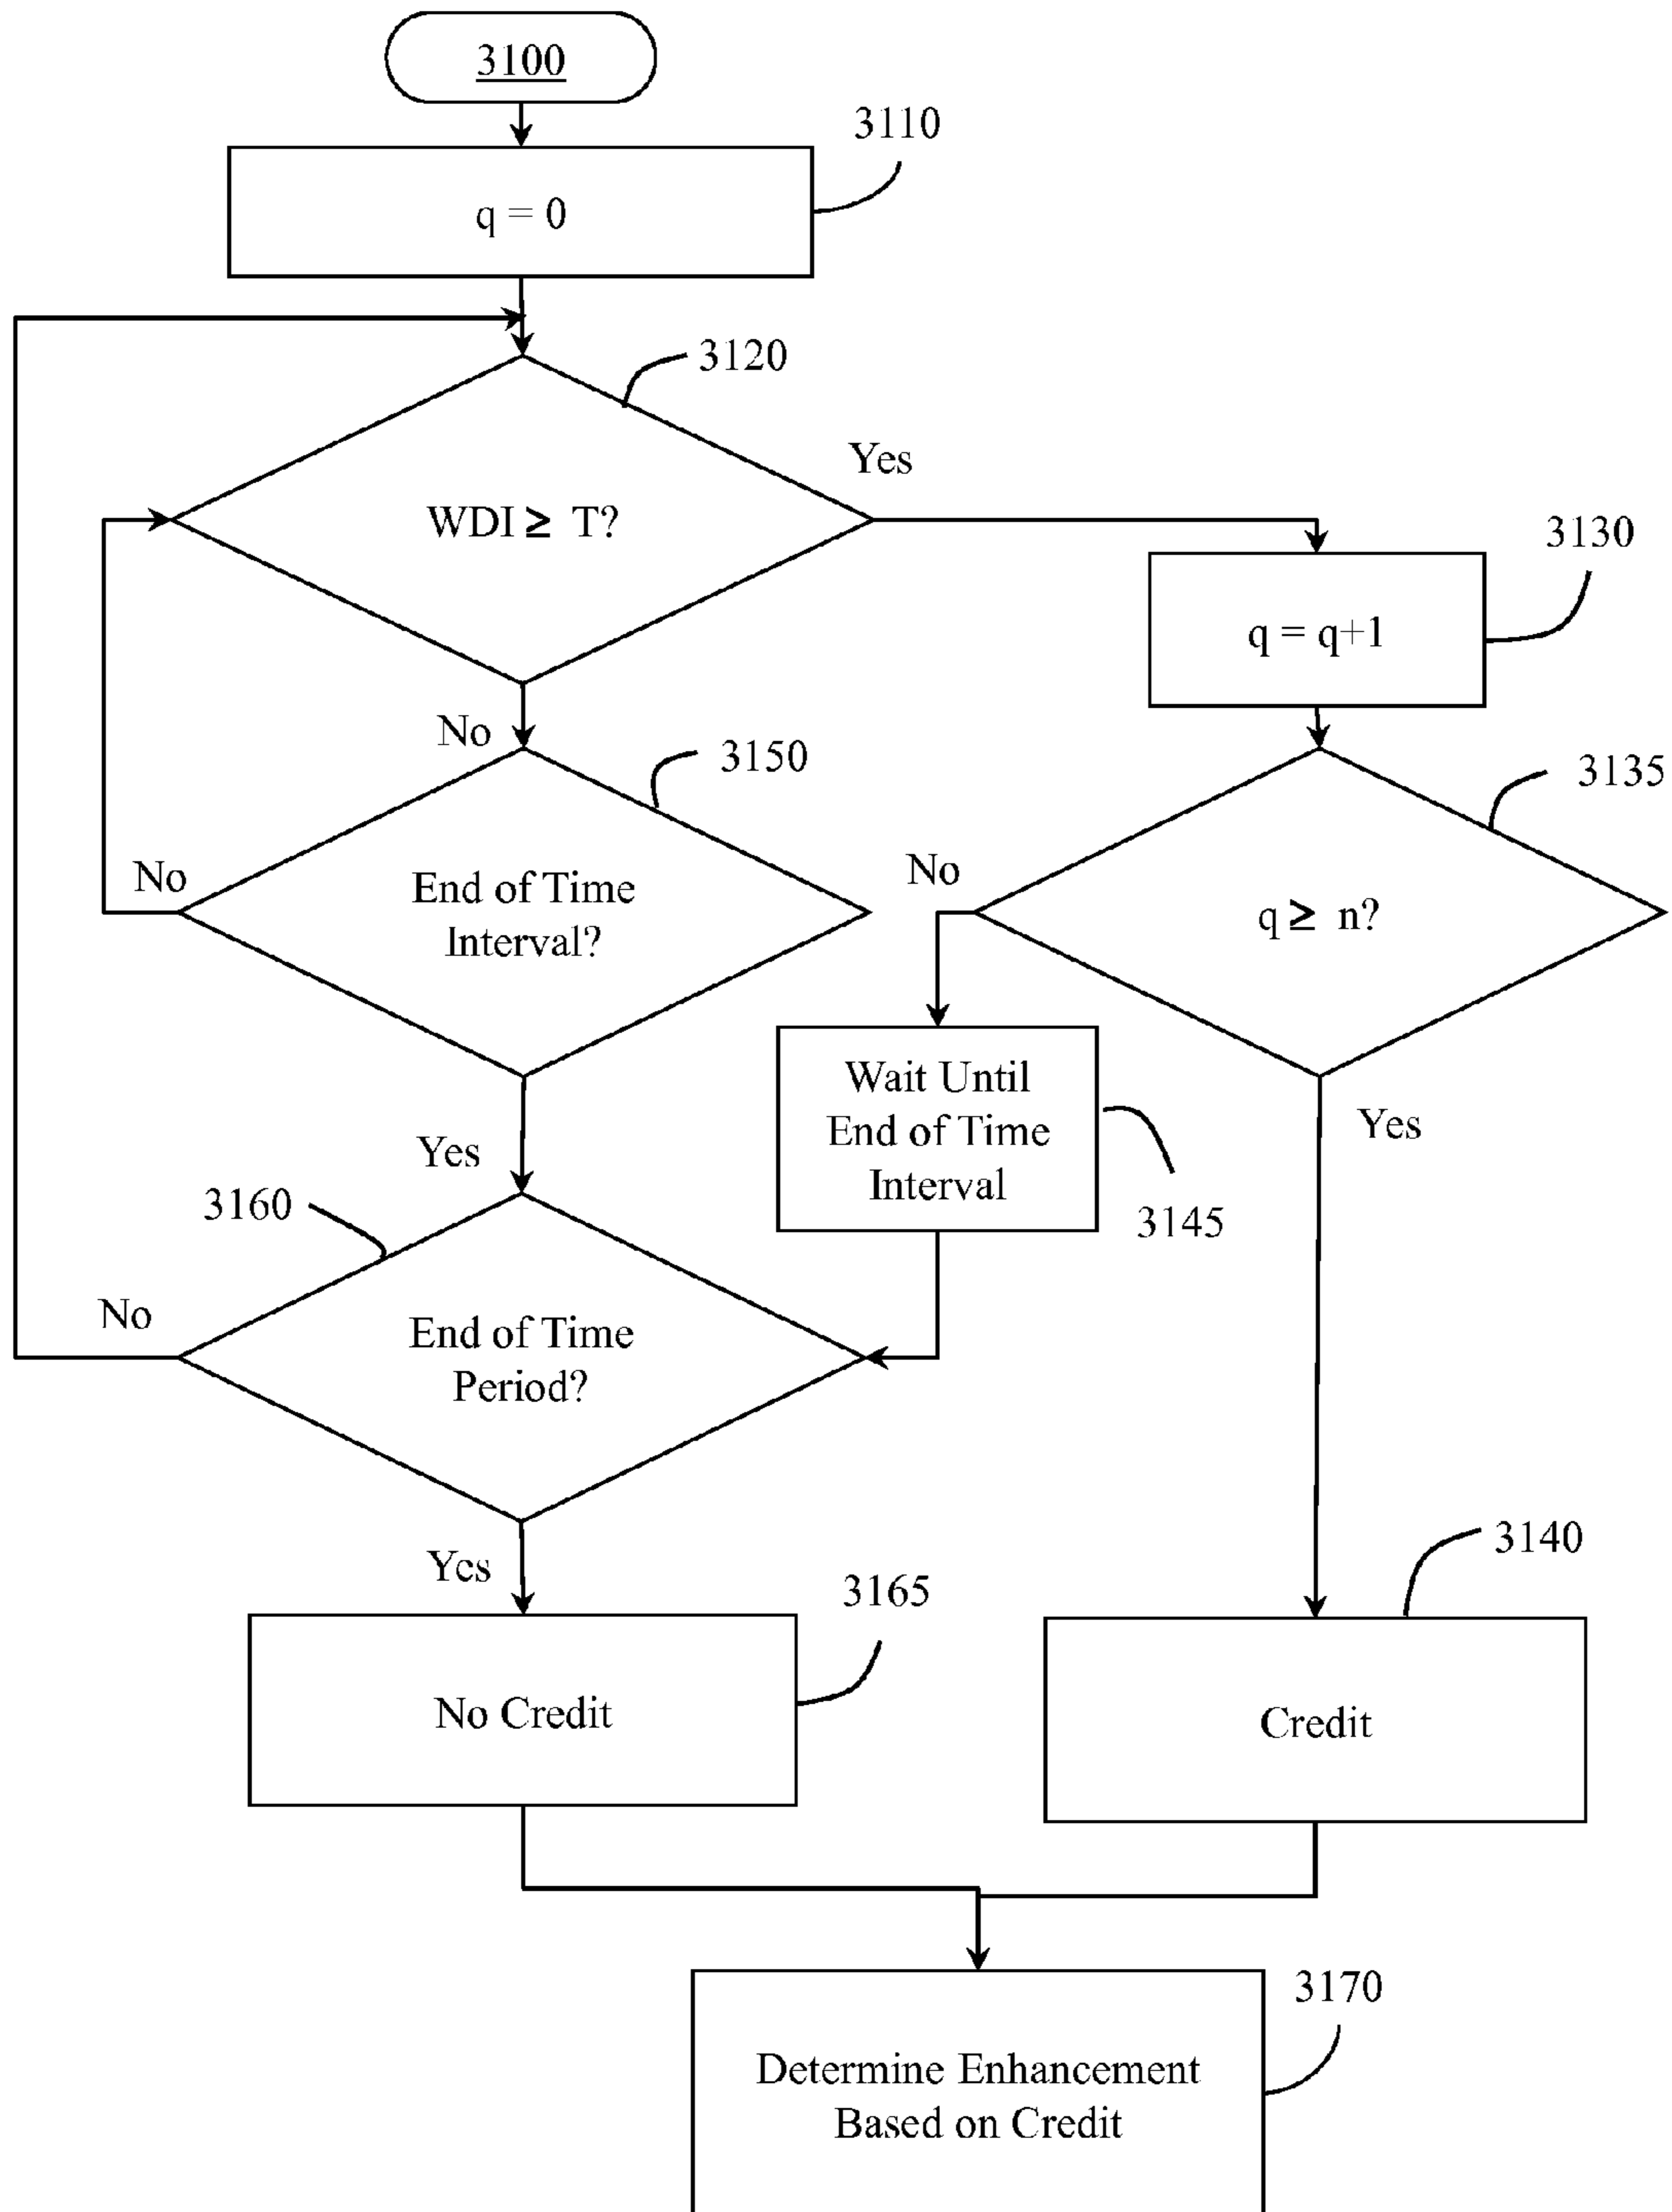 3100
3110
q = 0
3120
Yes
WDI ≥ T?
3130
q = q+1
No
3150
3135
No
End of Time
Interval?
No
q ≥ n?
Wait Until
End of Time
Interval
Yes
Yes
3160
3145
No
End of Time
Period?
3140
Yes
3165
No Credit
Credit
3170
Determine Enhancement
Based on Credit